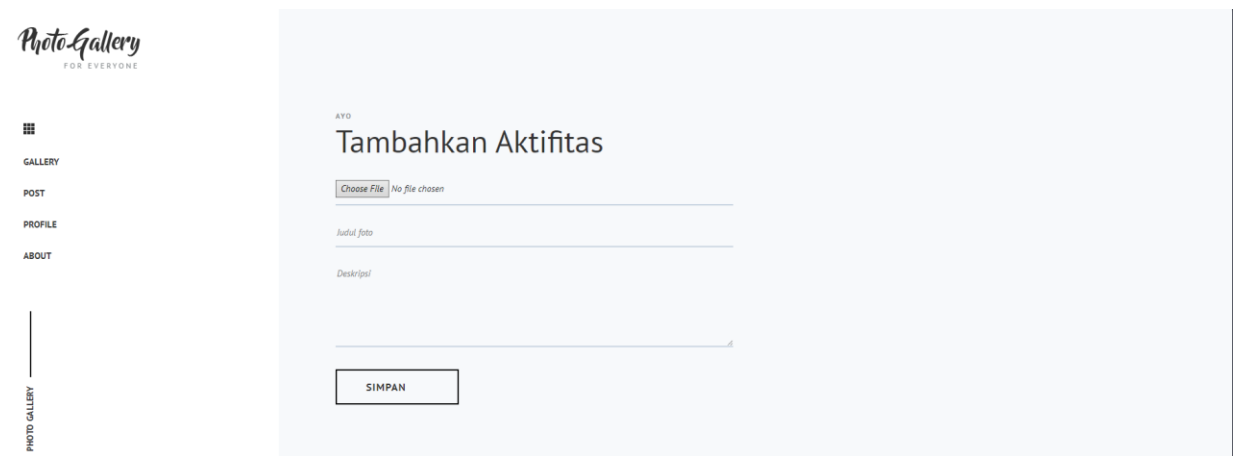 Photo Gallery
FOR EVERYONE
GALLERY
POST
PROFILE
ABOUT
PHOTO GALLERY
AYO
Tambahkan Aktifitas
Choose File No file chosen
Judul foto
Deskripsi
SIMPAN